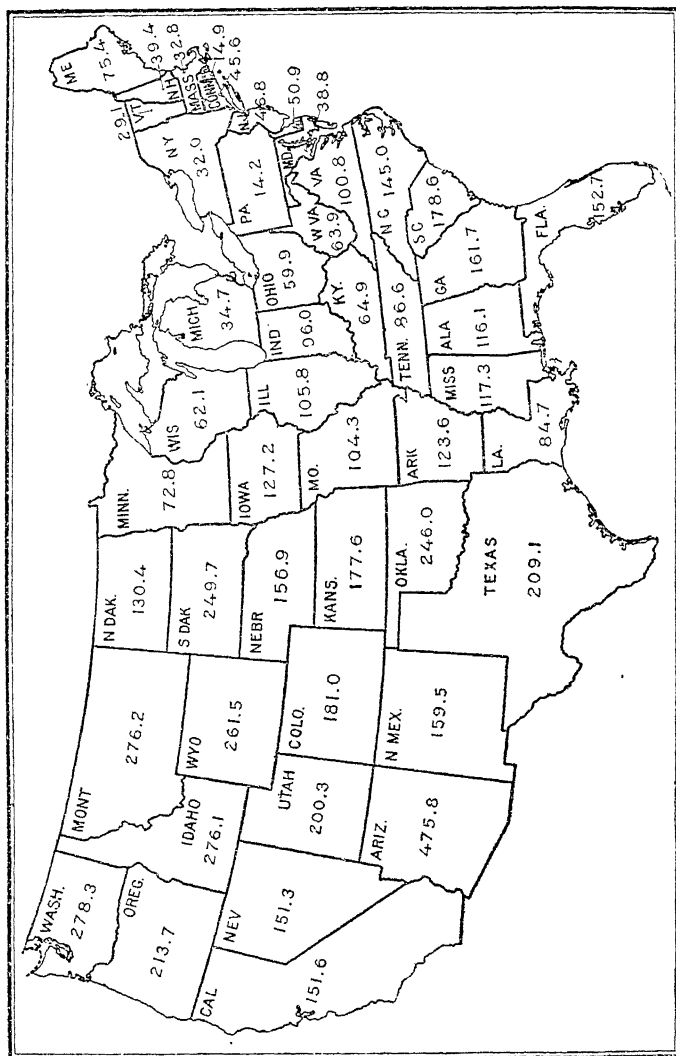 WASH.
278.3
OREG.
213.7
CAL
151.6
NEV
151.3
IDAHO
276.1
MONT
276.2
WYO
261.5
UTAH
200.3
COLO.
181.0
ARIZ.
475.8
N MEX.
159.5
N DAK.
130.4
S DAK
249.7
NEBR
156.9
KANS.
177.6
OKLA.
246.0
TEXAS
209.1
MINN.
72.8
IOWA
127.2
MO.
104.3
ARK
123.6
LA.
84.7
WIS
62.1
ILL
105.8
MICH
34.7
IND
96.0
OHIO
59.9
KY.
64.9
TENN.
86.6
MISS
117.3
ALA
116.1
GA
161.7
FLA.
152.7
SC
178.6
N C
145.0
VA
100.8
W VA
63.9
MD.
PA
14.2
NY
32.0
NJ
46.8
50.9
38.8
VT
29.1
NH
39.4
ME
75.4
MASS
32.8
CONN.
14.9
45.6